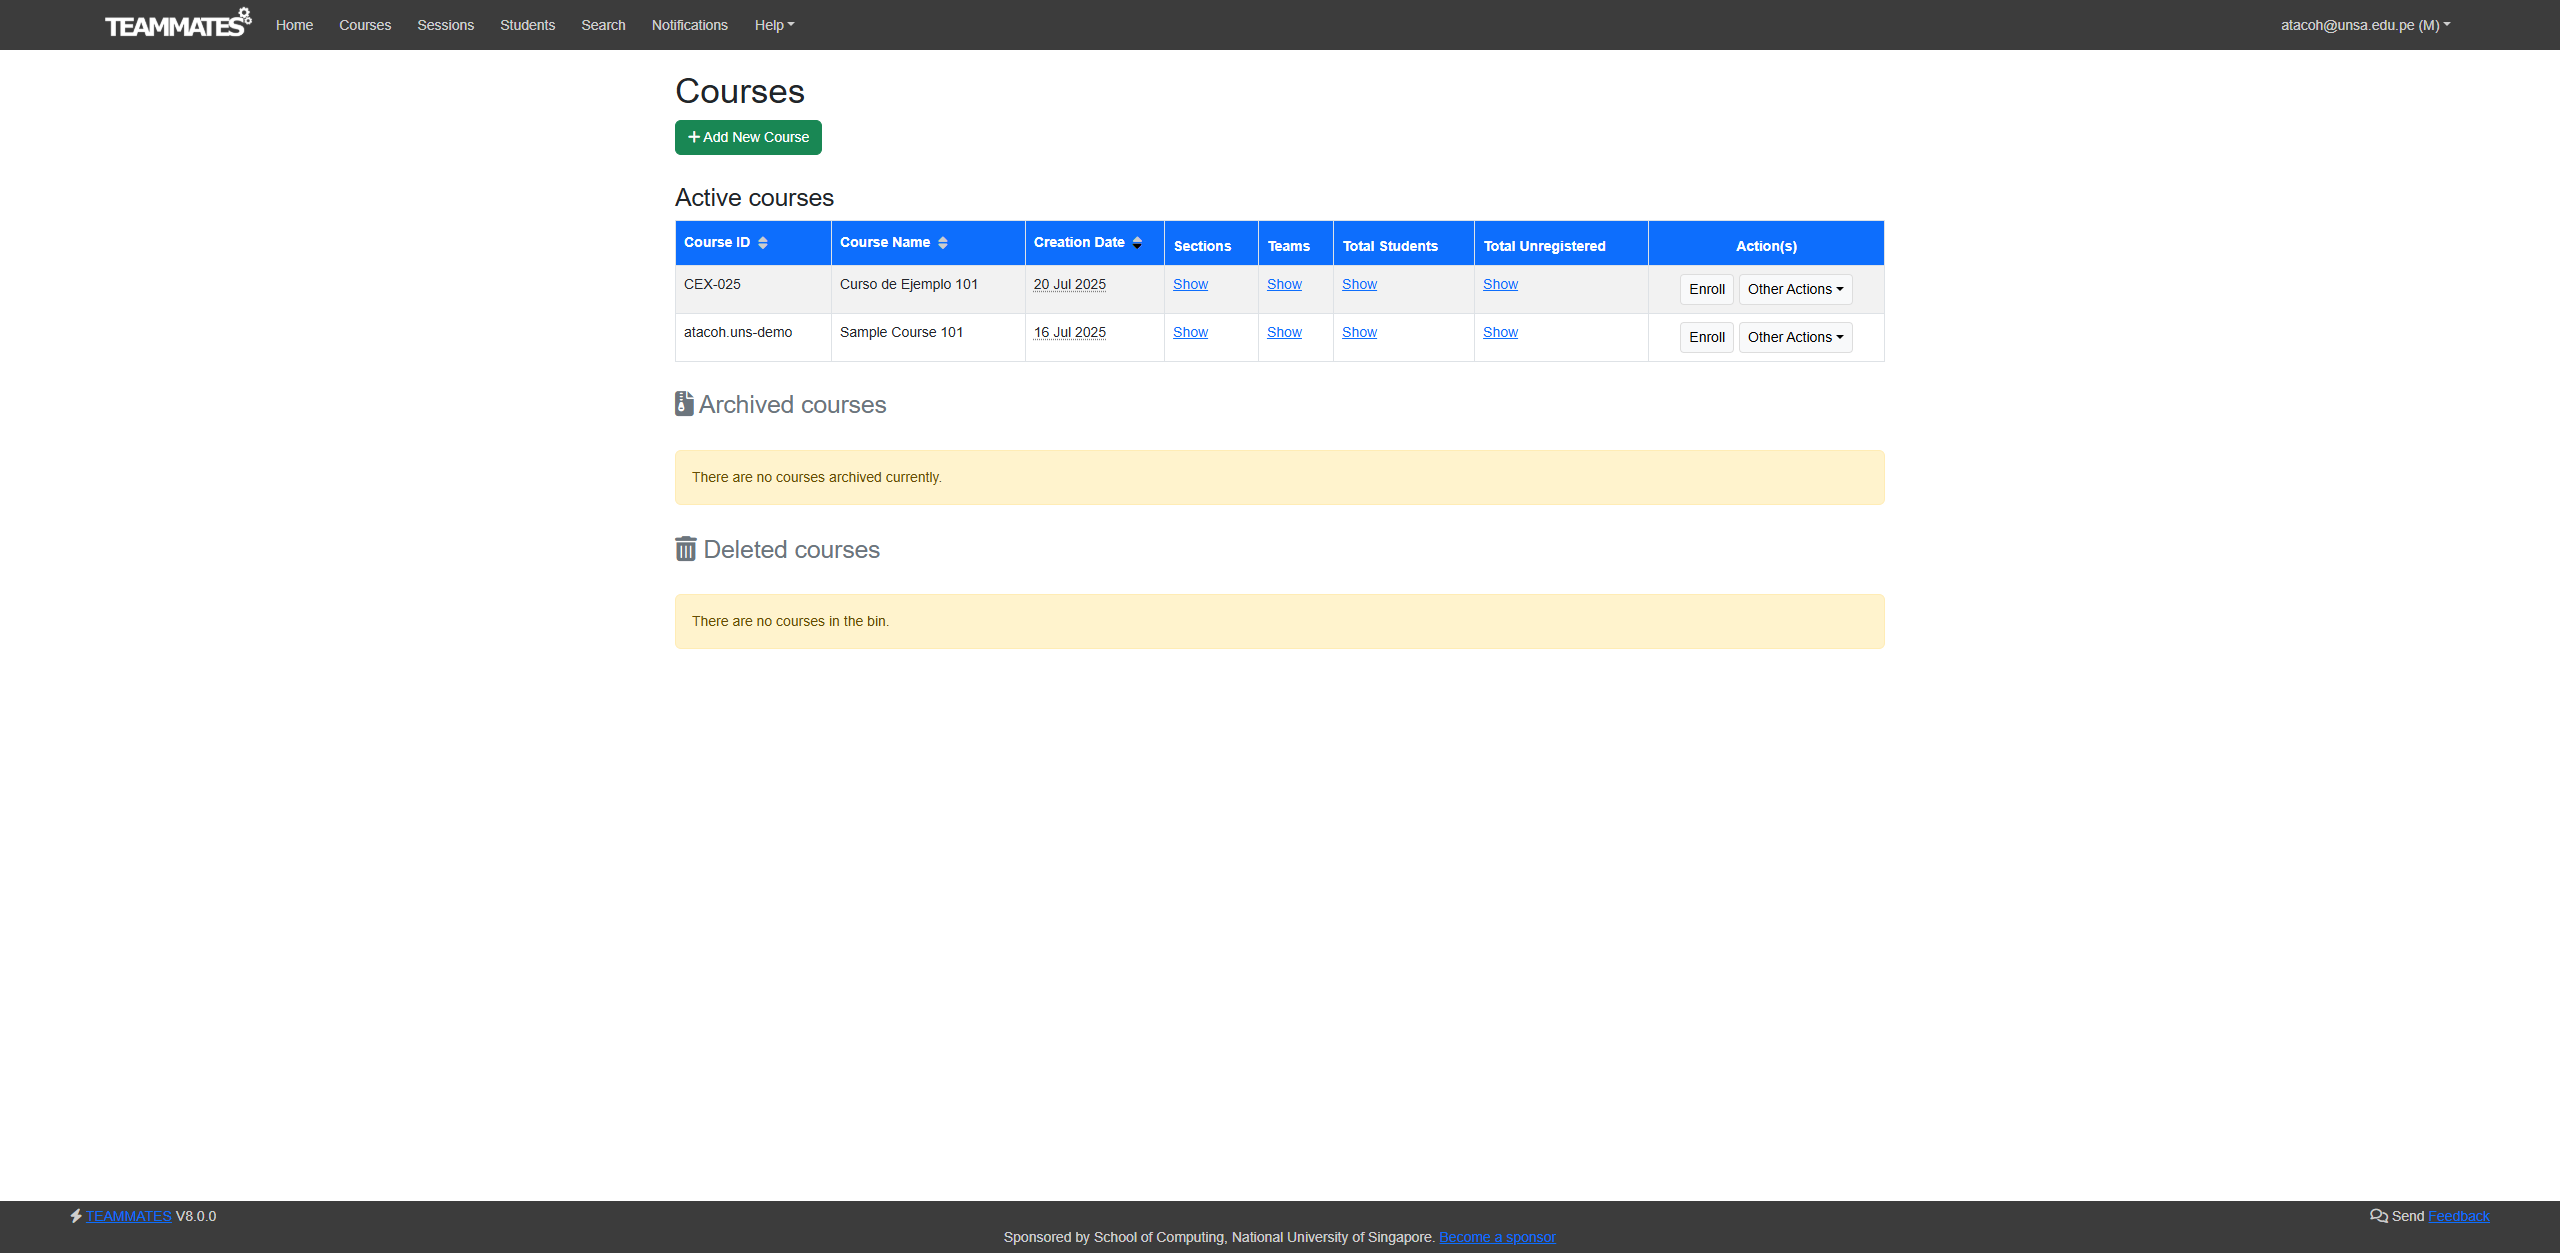 TEAMMATES Home Courses Sessions Students Search Notifications Help atacoh@unsa.edu.pe (M)
Courses
Add New Course
Active courses
Course ID Course Name Creation Date Sections Teams Total Students Total Unregistered Action(s)
CEX-025 Curso de Ejemplo 101 20 Jul 2025 Show Show Show Show Enroll Other Actions
atacoh.uns-demo Sample Course 101 16 Jul 2025 Show Show Show Show Enroll Other Actions
Archived courses
There are no courses archived currently.
Deleted courses
There are no courses in the bin.
TEAMMATES V8.0.0 Send Feedback
Sponsored by School of Computing, National University of Singapore. Become a sponsor